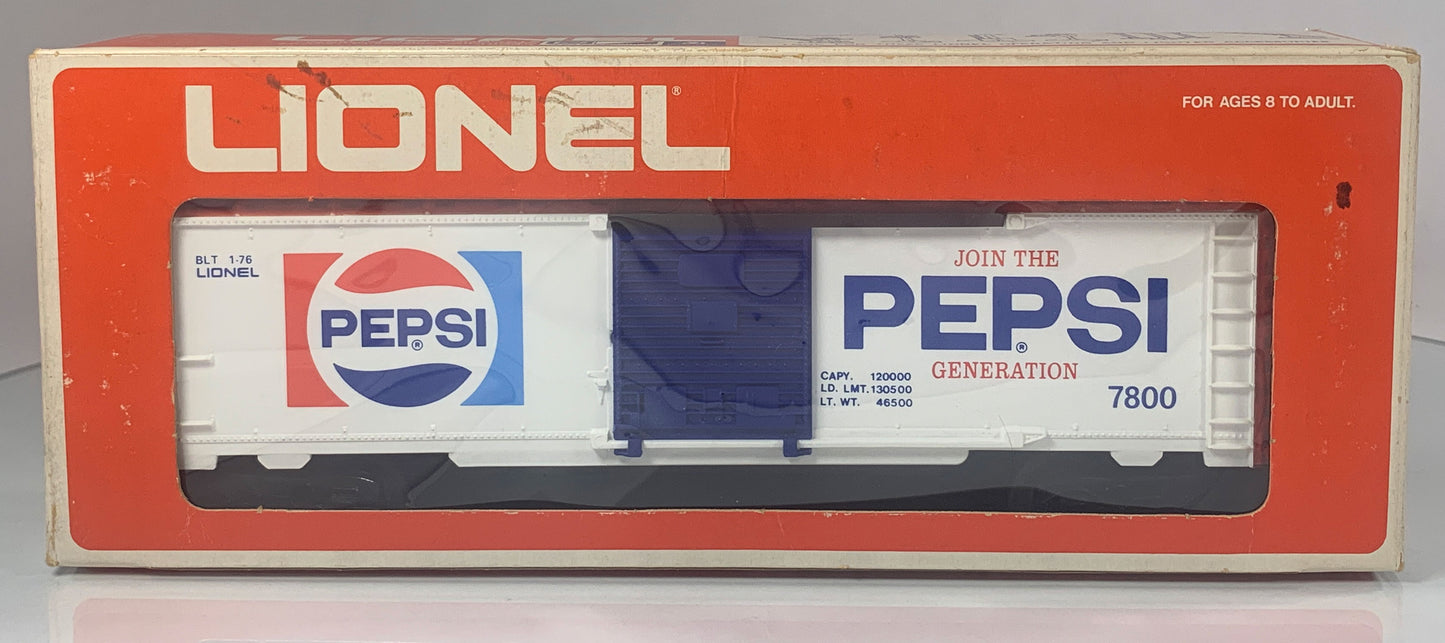 LIONEL®
FOR AGES 8 TO ADULT.
BLT 1-76
LIONEL
PEPSI®
JOIN THE
PEPSI®
GENERATION
CAPY. 120000
LD. LMT. 130500
LT. WT. 46500
7800